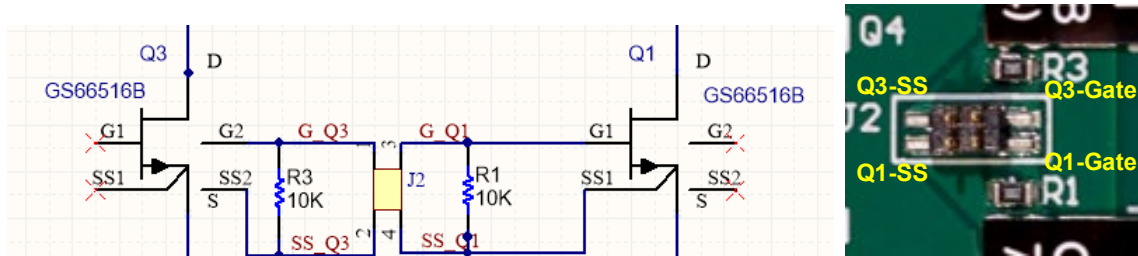 Q3
D
GS66516B
G1
G2
G_Q3
SS1
SS2
S
R3
10K
SS_Q3
1
2
3
4
J2
G_Q1
R1
10K
SS_Q1
Q1
D
GS66516B
G1
G2
SS1
SS2
S
Q4
R3
Q3-SS
Q3-Gate
J2
Q1-SS
Q1-Gate
R1